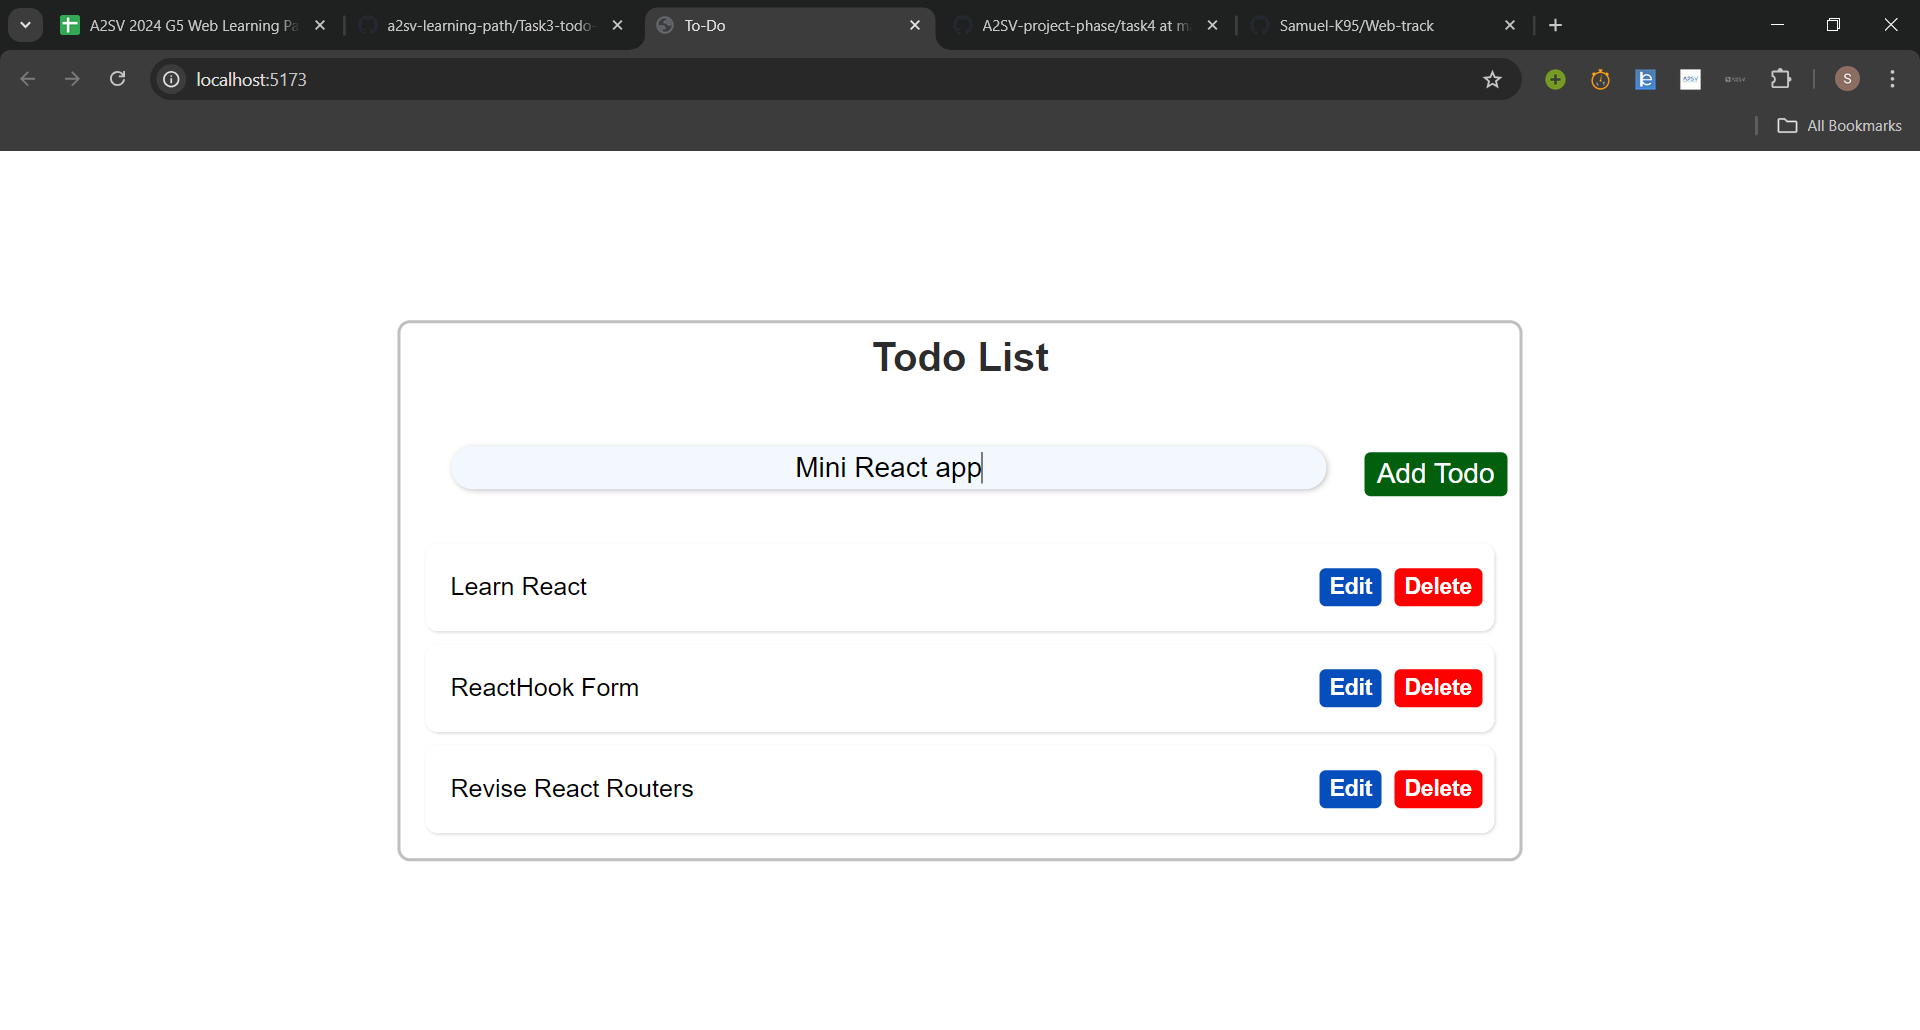 A2SV 2024 G5 Web Learning Pa
a2sv-learning-path/Task3-todo-
To-Do
A2SV-project-phase/task4 at m
Samuel-K95/Web-track
localhost:5173
S
All Bookmarks
Todo List
Mini React app
Add Todo
Learn React
Edit Delete
ReactHook Form
Edit Delete
Revise React Routers
Edit Delete